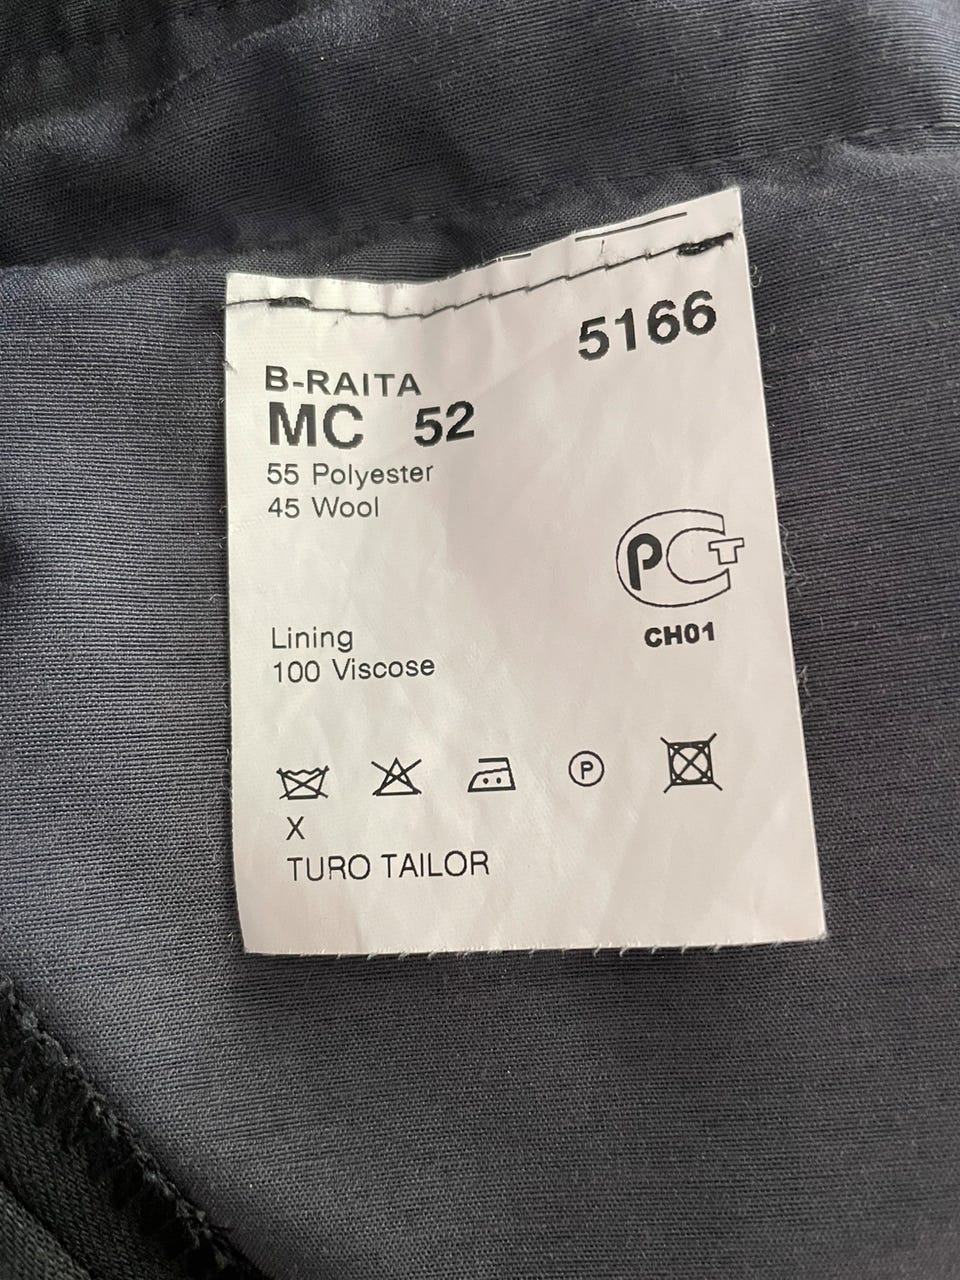 5166
B-RAITA
MC 52
55 Polyester
45 Wool
PCT
CH01
Lining
100 Viscose
P
X
TURO TAILOR